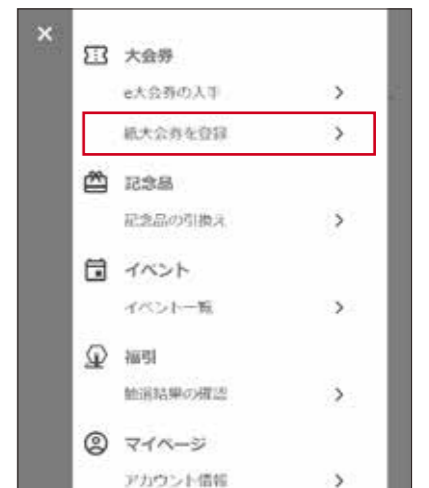 大会券
e大会券の入手
紙大会券を登録
記念品
記念品の引換え
イベント
イベント一覧
福引
抽選結果の確認
マイページ
アカウント情報